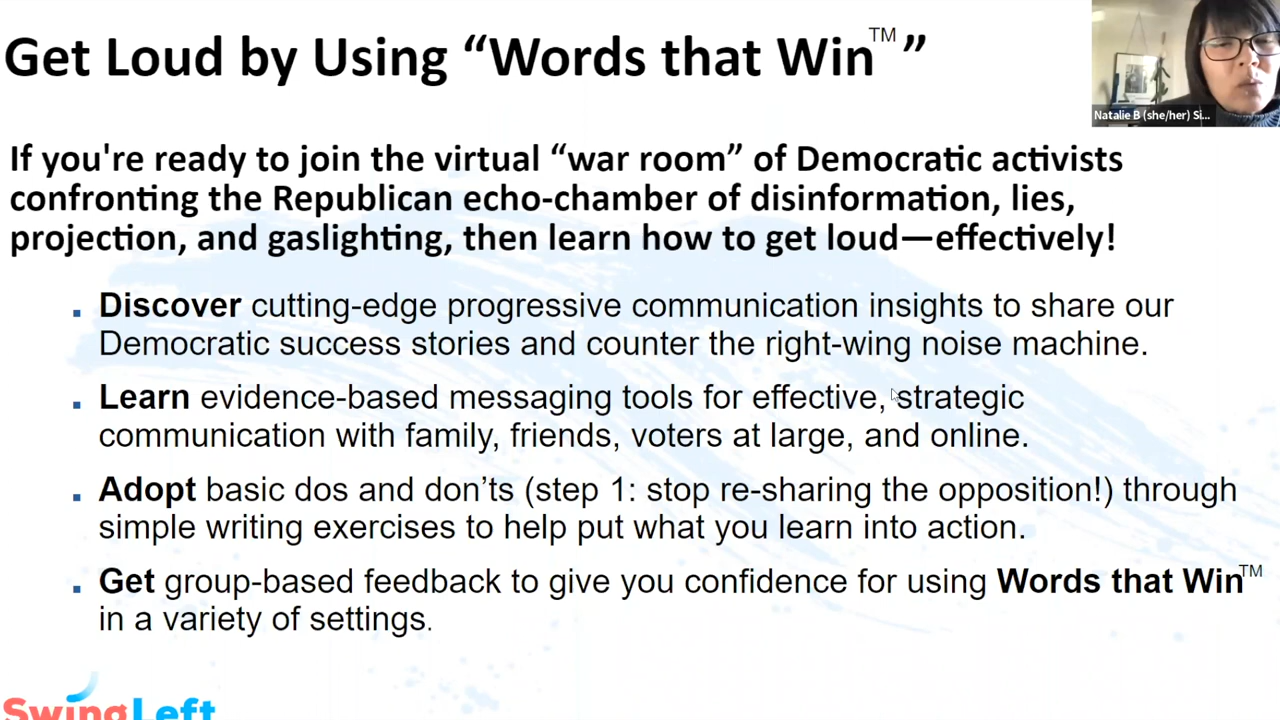 Get Loud by Using “Words that Win™”
Natalie B (she/her) Si...
If you're ready to join the virtual “war room” of Democratic activists
confronting the Republican echo-chamber of disinformation, lies,
projection, and gaslighting, then learn how to get loud—effectively!
▪ Discover cutting-edge progressive communication insights to share our
Democratic success stories and counter the right-wing noise machine.
▪ Learn evidence-based messaging tools for effective, strategic
communication with family, friends, voters at large, and online.
▪ Adopt basic dos and don’ts (step 1: stop re-sharing the opposition!) through
simple writing exercises to help put what you learn into action.
▪ Get group-based feedback to give you confidence for using Words that Win™
in a variety of settings.
SwingLeft